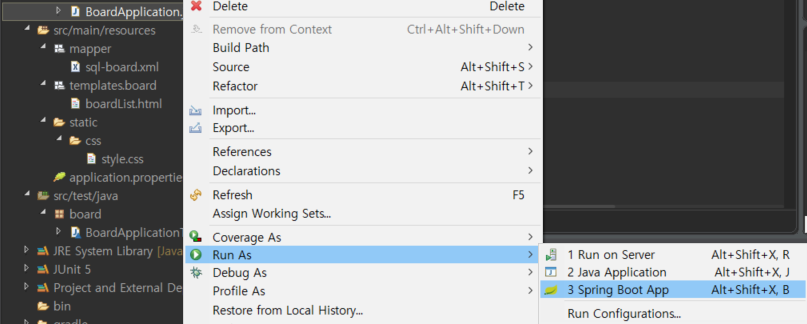 BoardApplication.
src/main/resources
mapper
sql-board.xml
templates.board
boardList.html
static
css
style.css
application.propertie
src/test/java
board
BoardApplicationT
JRE System Library [Java
JUnit 5
Project and External De
bin
gradle
Delete Delete
Remove from Context Ctrl+Alt+Shift+Down
Build Path
Source Alt+Shift+S
Refactor Alt+Shift+T
Import...
Export...
References
Declarations
Refresh F5
Assign Working Sets...
Coverage As
Run As
Debug As
Profile As
Restore from Local History...
1 Run on Server Alt+Shift+X, R
2 Java Application Alt+Shift+X, J
3 Spring Boot App Alt+Shift+X, B
Run Configurations...